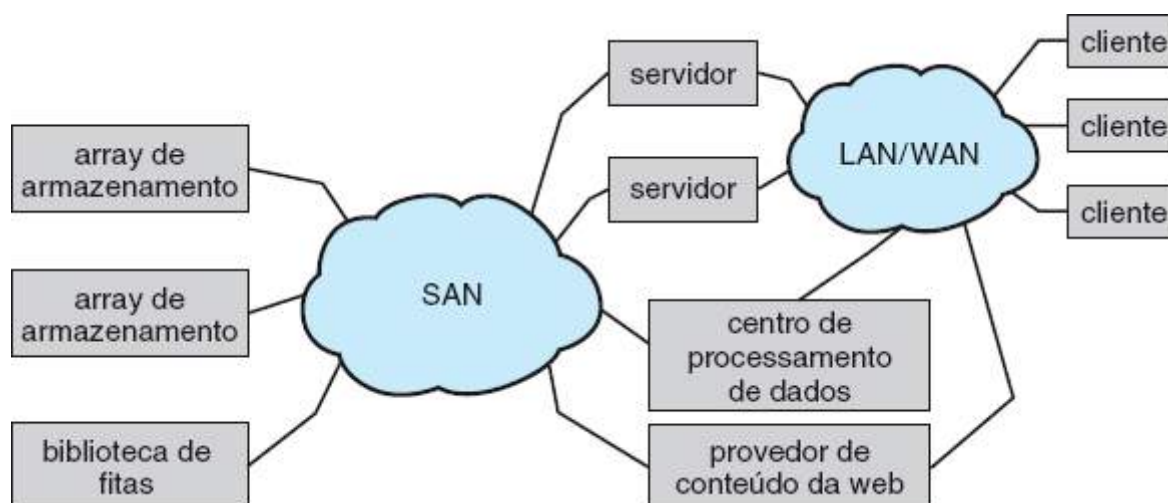 array de
armazenamento
array de
armazenamento
biblioteca de
fitas
SAN
servidor
servidor
centro de
processamento
de dados
provedor de
conteúdo da web
LAN/WAN
cliente
cliente
cliente